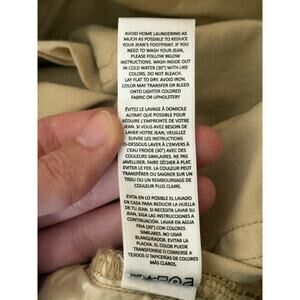 AVOID HOME LAUNDERING AS
MUCH AS POSSIBLE TO REDUCE
YOUR JEAN'S FOOTPRINT. IF YOU
NEED TO WASH YOUR JEAN,
PLEASE FOLLOW BELOW
INSTRUCTIONS. WASH INSIDE OUT
IN COLD WATER (30°) WITH LIKE
COLORS. DO NOT BLEACH.
LAY FLAT TO DRY. AVOID IRON.
COLOR MAY TRANSFER OR BLEED
ONTO LIGHTER COLORED
FABRIC OR UPHOLSTERY
ÉVITEZ LE LAVAGE À DOMICILE
AUTANT QUE POSSIBLE POUR
RÉDUIRE L'EMPREINTE DE VOTRE
JEAN. SI VOUS AVEZ BESOIN DE
LAVER VOTRE JEAN, VEUILLEZ
SUIVRE LES INSTRUCTIONS
CI-DESSOUS LAVER À L'ENVERS À
L'EAU FROIDE (30°) AVEC DES
COULEURS SIMILAIRES. NE PAS
JAVELLISER. FAIRE SÉCHER À PLAT.
ÉVITER LE FER. LA COULEUR PEUT
TRANSFÉRER OU SAIGNER SUR UN
TISSU OU UN REMBOURRAGE DE
COULEUR PLUS CLAIRE.
EVITA EN LO POSIBLE EL LAVADO
EN CASA PARA REDUCIR LA HUELLA
DE LA JEAN. SI NECESITA LAVAR SU
JEAN, SIGA LAS INSTRUCCIONES A
CONTINUACIÓN. LAVAR EN AGUA
FRÍA (30°) CON COLORES
SIMILARES. NO USAR
BLANQUEADOR. EVITAR LA
PLANCHA. EL COLOR PUEDE
TRANSFERIRSE O DESTEÑIRSE A
TEJIDOS O TAPICERÍAS DE COLORES
MÁS CLAROS.